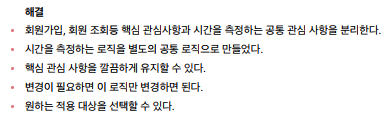 해결
회원가입, 회원 조회등 핵심 관심사항과 시간을 측정하는 공통 관심 사항을 분리한다.
시간을 측정하는 로직을 별도의 공통 로직으로 만들었다.
핵심 관심 사항을 깔끔하게 유지할 수 있다.
변경이 필요하면 이 로직만 변경하면 된다.
원하는 적용 대상을 선택할 수 있다.